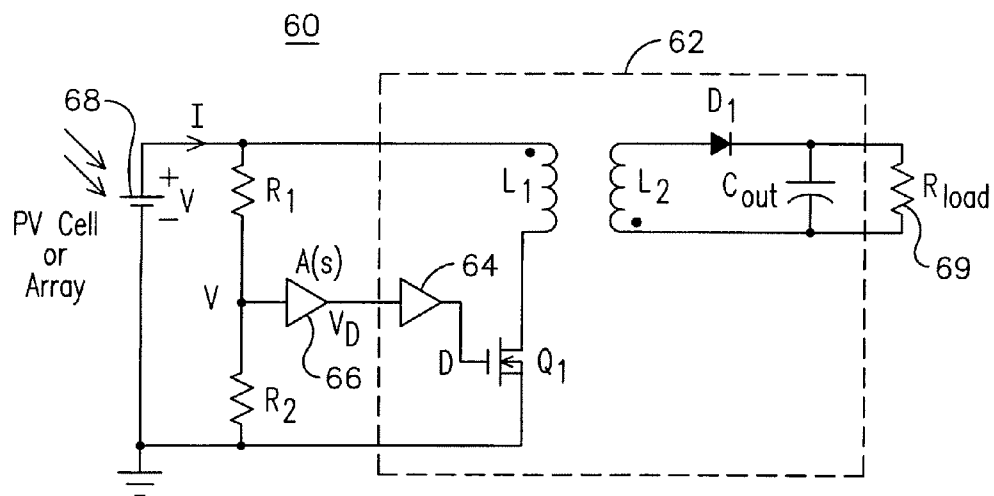 60
62
68
I
D1
+
V
−
R1
L1
L2
Cout
Rload
PV Cell
or
Array
A(s)
64
69
V
VD
66
D
Q1
R2